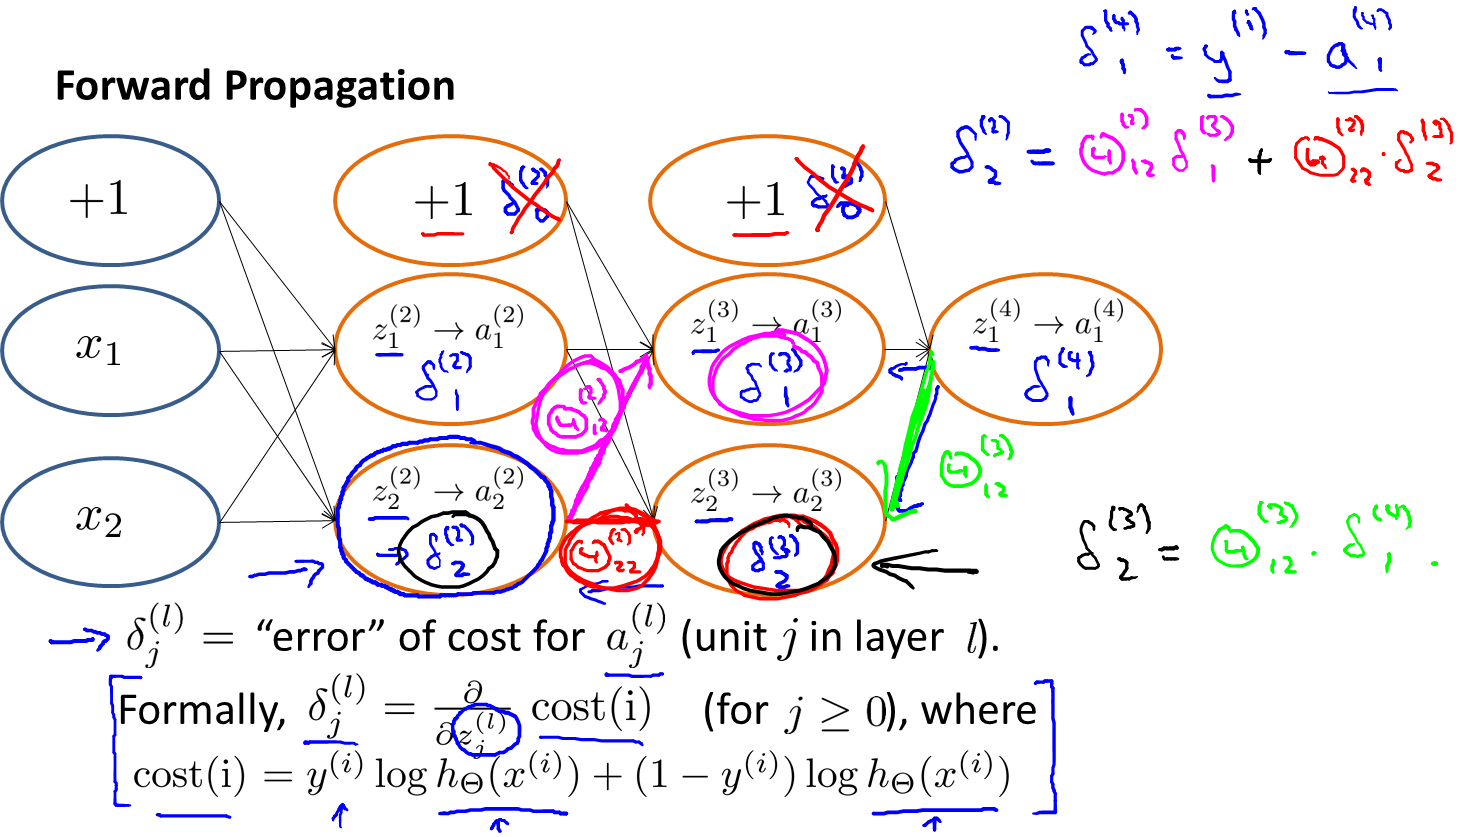 δ₁⁽⁴⁾ = y⁽ⁱ⁾ − a₁⁽⁴⁾
Forward Propagation
δ₂⁽²⁾ = Θ₁₂⁽²⁾ δ₁⁽³⁾ + Θ₂₂⁽²⁾ · δ₂⁽³⁾
+1 +1 δ₀⁽²⁾ +1 δ₀⁽³⁾
x₁ z₁⁽²⁾ → a₁⁽²⁾ z₁⁽³⁾ → a₁⁽³⁾ z₁⁽⁴⁾ → a₁⁽⁴⁾
δ₁⁽²⁾ δ₁⁽³⁾ δ₁⁽⁴⁾
Θ₁₂⁽²⁾ Θ₁₂⁽³⁾
x₂ z₂⁽²⁾ → a₂⁽²⁾ z₂⁽³⁾ → a₂⁽³⁾
→ δ₂⁽²⁾ Θ₂₂⁽²⁾ δ₂⁽³⁾ δ₂⁽³⁾ = Θ₁₂⁽³⁾ · δ₁⁽⁴⁾ .
→ δⱼ⁽ˡ⁾ = “error” of cost for aⱼ⁽ˡ⁾ (unit j in layer l).
Formally, δⱼ⁽ˡ⁾ = ∂/∂zⱼ⁽ˡ⁾ cost(i) (for j ≥ 0), where
cost(i) = y⁽ⁱ⁾ log h_Θ(x⁽ⁱ⁾) + (1 − y⁽ⁱ⁾) log h_Θ(x⁽ⁱ⁾)